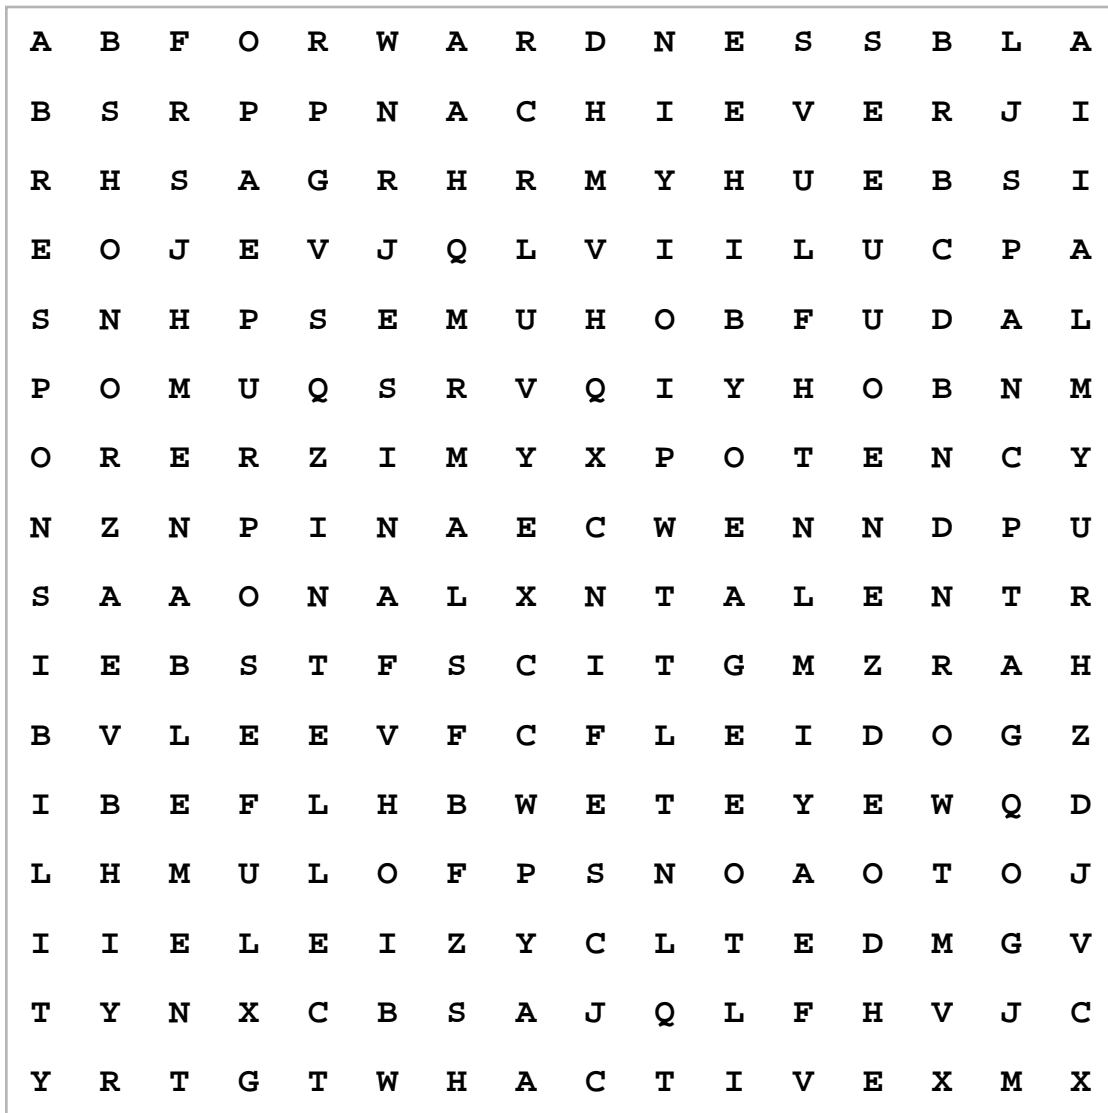 A B F O R W A R D N E S S B L A
B S R P P N A C H I E V E R J I
R H S A G R H R M Y H U E B S I
E O J E V J Q L V I I L U C P A
S N H P S E M U H O B F U D A L
P O M U Q S R V Q I Y H O B N M
O R E R Z I M Y X P O T E N C Y
N Z N P I N A E C W E N N D P U
S A A O N A L X N T A L E N T R
I E B S T F S C I T G M Z R A H
B V L E E V F C F L E I D O G Z
I B E F L H B W E T E Y E W Q D
L H M U L O F P S N O A O T O J
I I E L E I Z Y C L T E D M G V
T Y N X C B S A J Q L F H V J C
Y R T G T W H A C T I V E X M X